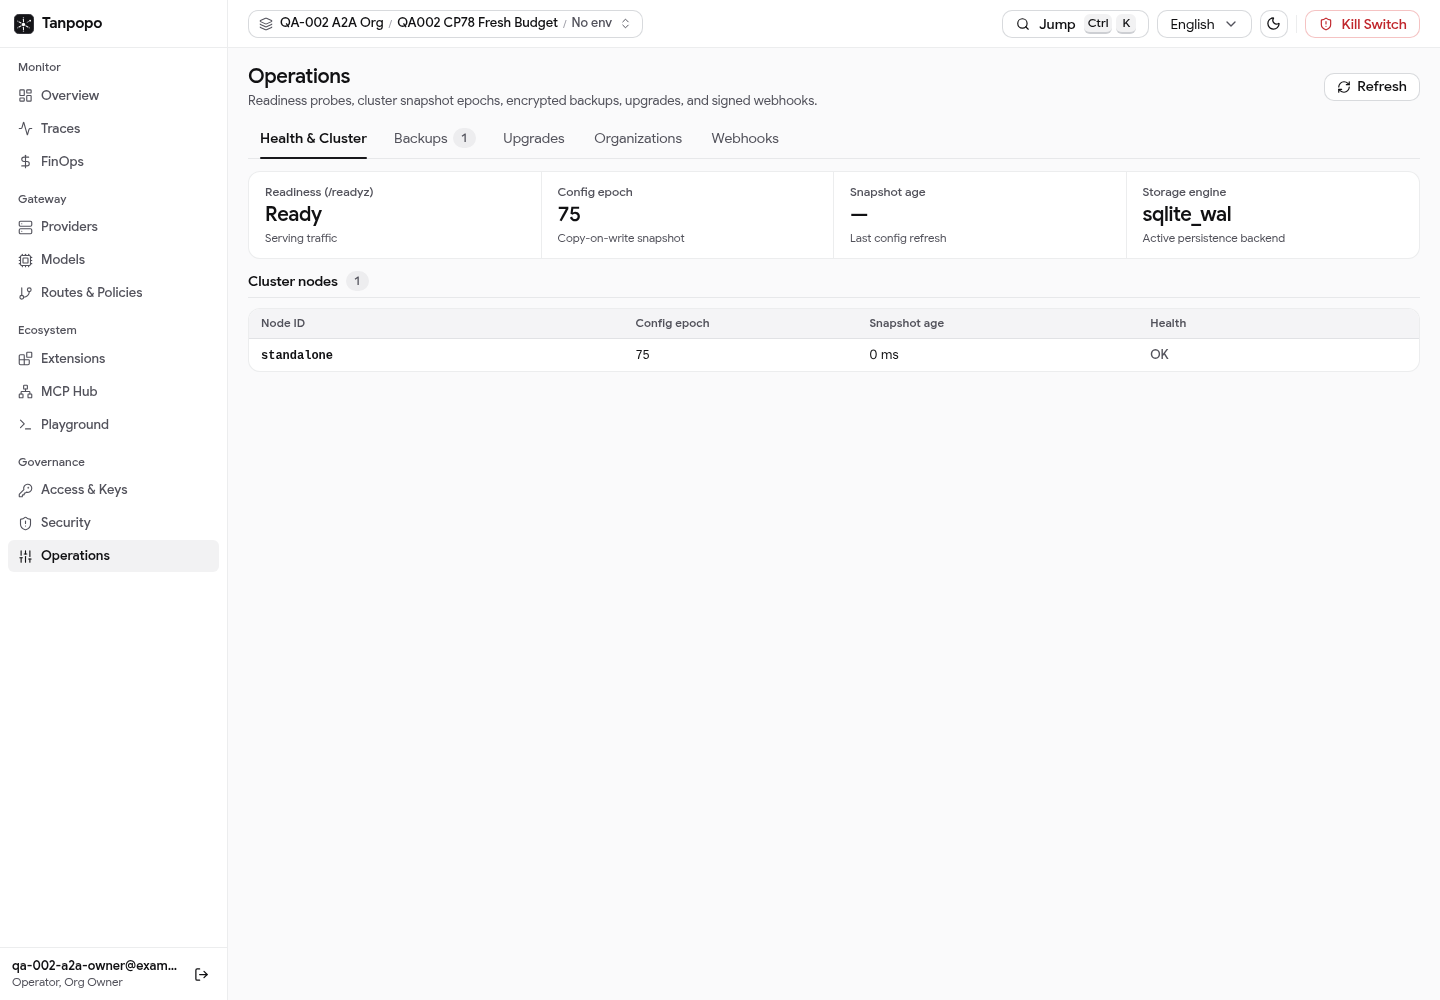 Tanpopo
QA-002 A2A Org / QA002 CP78 Fresh Budget / No env
Jump Ctrl K
English
Kill Switch
Monitor
Overview
Traces
FinOps
Gateway
Providers
Models
Routes & Policies
Ecosystem
Extensions
MCP Hub
Playground
Governance
Access & Keys
Security
Operations
qa-002-a2a-owner@exam...
Operator, Org Owner
Operations
Readiness probes, cluster snapshot epochs, encrypted backups, upgrades, and signed webhooks.
Refresh
Health & Cluster Backups 1 Upgrades Organizations Webhooks
Readiness (/readyz)
Ready
Serving traffic
Config epoch
75
Copy-on-write snapshot
Snapshot age
—
Last config refresh
Storage engine
sqlite_wal
Active persistence backend
Cluster nodes 1
Node ID Config epoch Snapshot age Health
standalone 75 0 ms OK